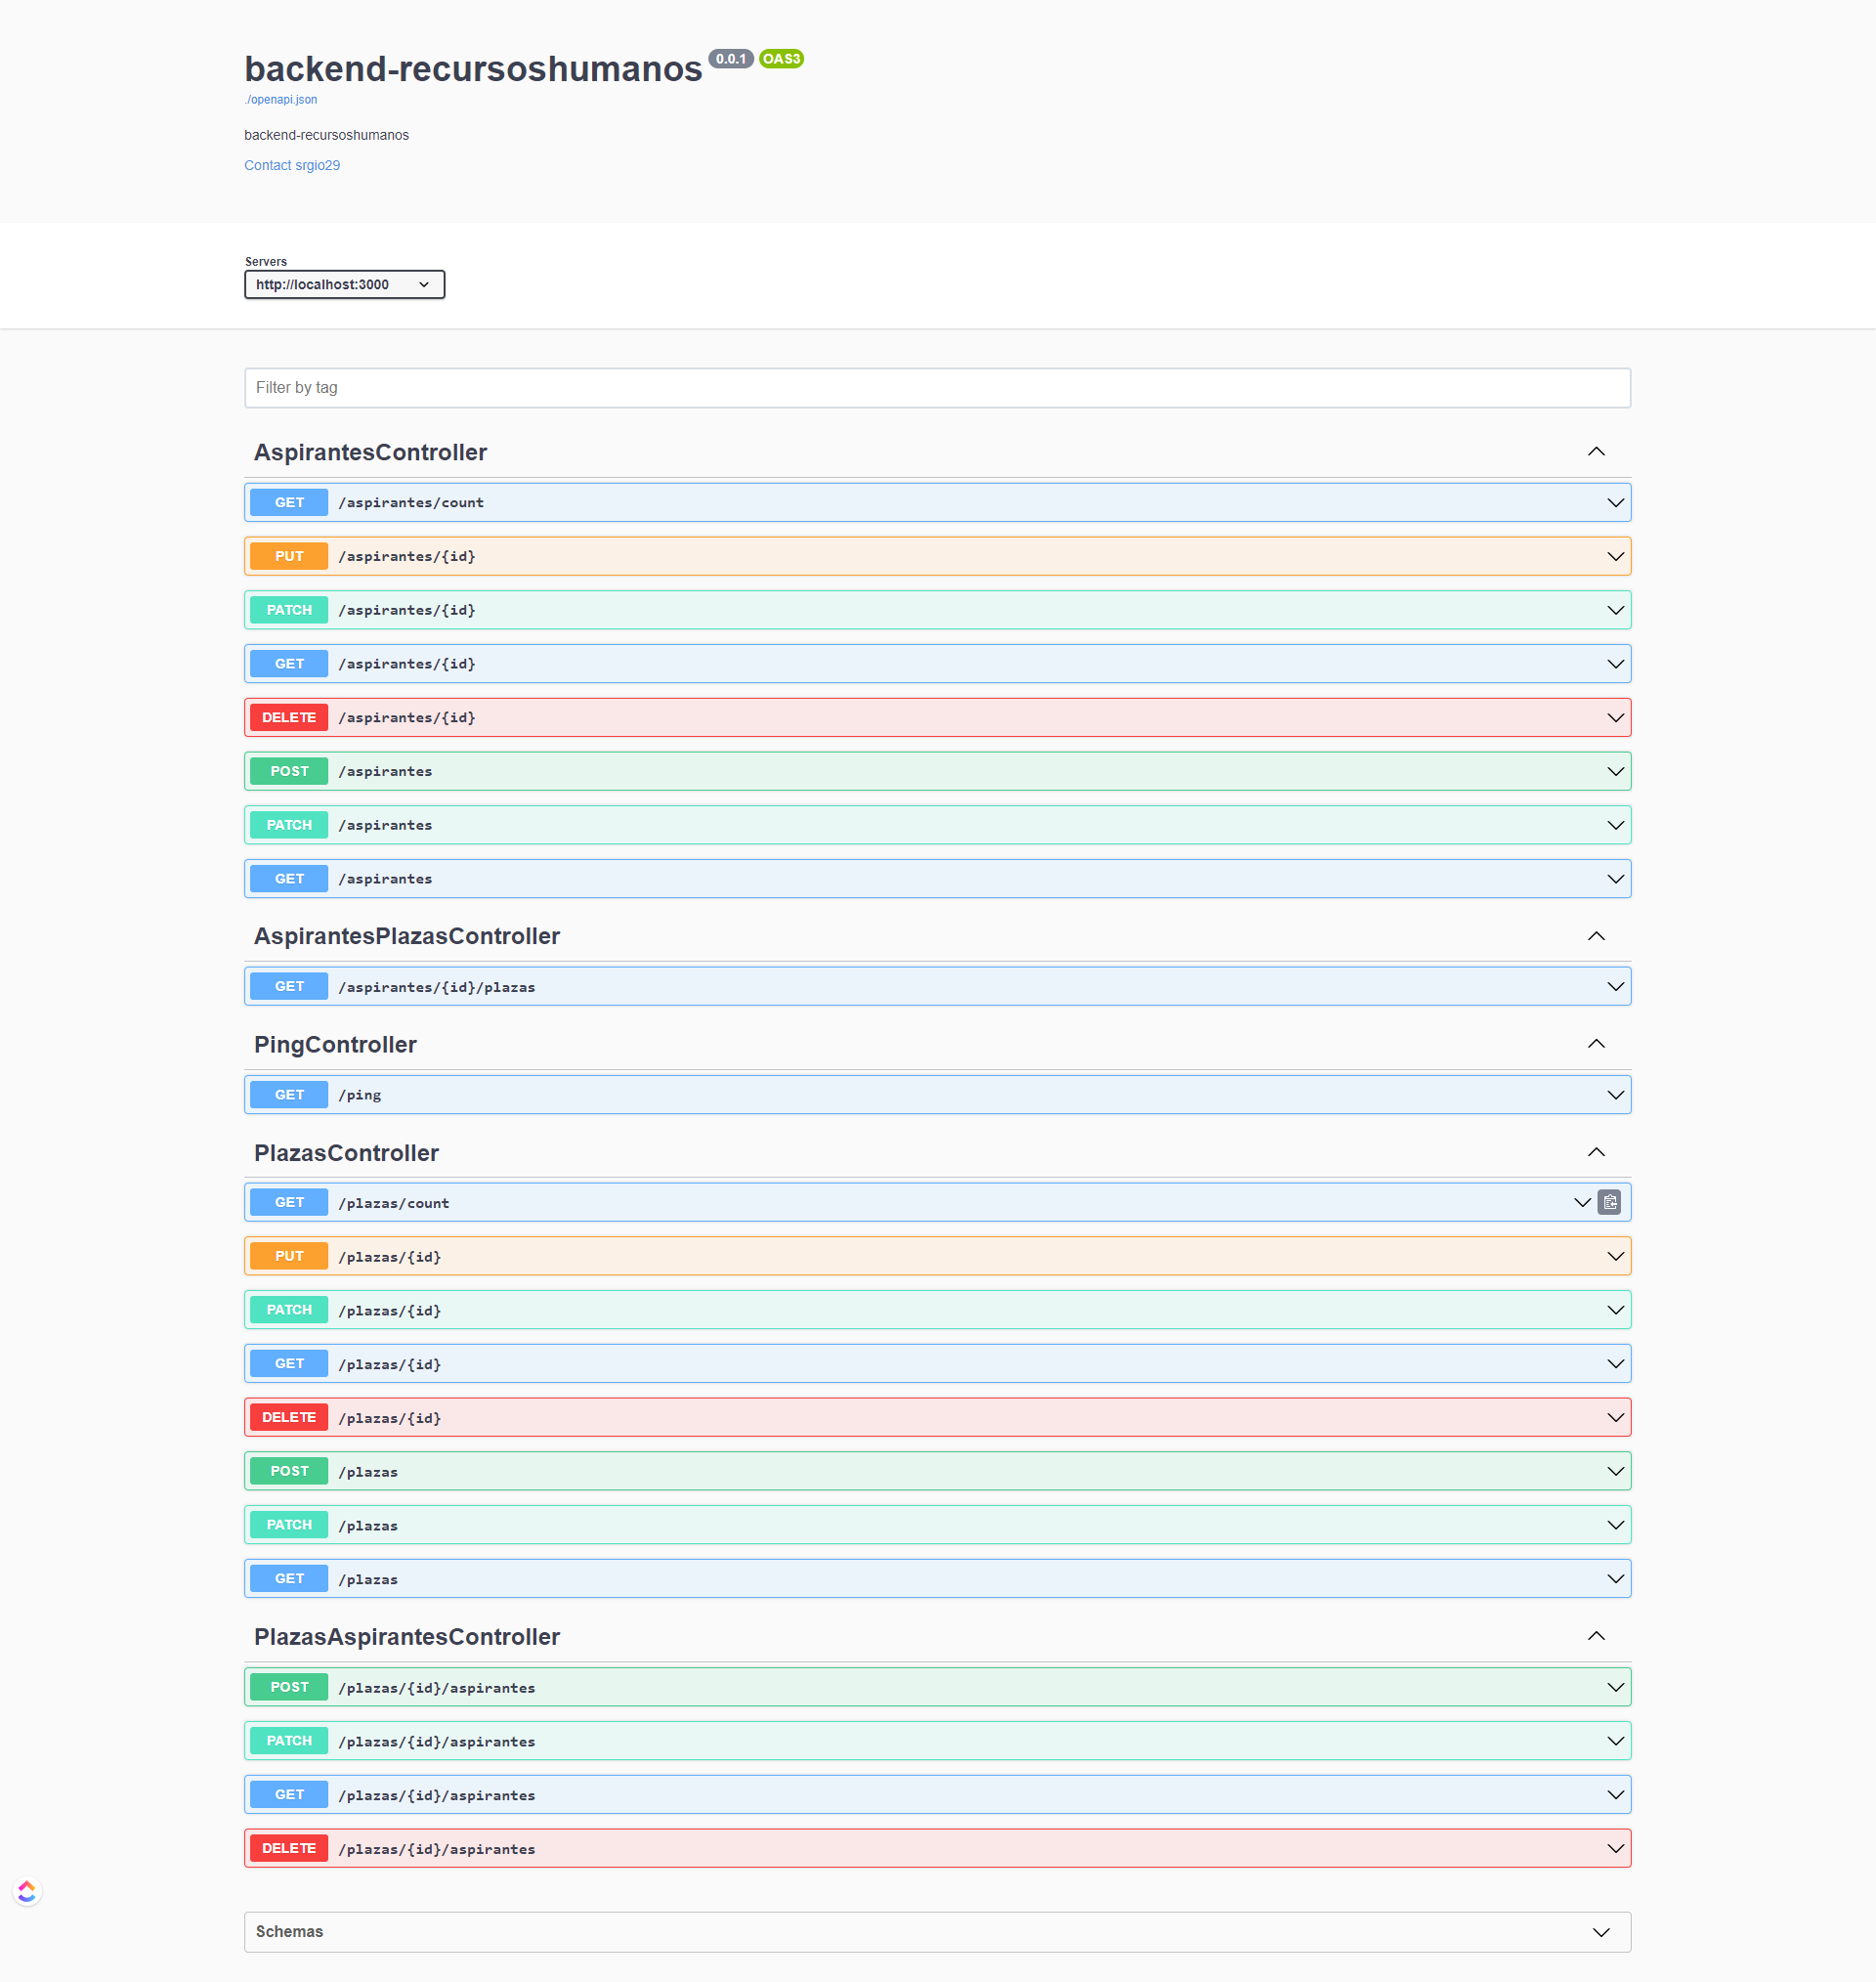 backend-recursoshumanos 0.0.1 OAS3
./openapi.json
backend-recursoshumanos
Contact srgio29
Servers
http://localhost:3000
Filter by tag
AspirantesController
GET /aspirantes/count
PUT /aspirantes/{id}
PATCH /aspirantes/{id}
GET /aspirantes/{id}
DELETE /aspirantes/{id}
POST /aspirantes
PATCH /aspirantes
GET /aspirantes
AspirantesPlazasController
GET /aspirantes/{id}/plazas
PingController
GET /ping
PlazasController
GET /plazas/count
PUT /plazas/{id}
PATCH /plazas/{id}
GET /plazas/{id}
DELETE /plazas/{id}
POST /plazas
PATCH /plazas
GET /plazas
PlazasAspirantesController
POST /plazas/{id}/aspirantes
PATCH /plazas/{id}/aspirantes
GET /plazas/{id}/aspirantes
DELETE /plazas/{id}/aspirantes
Schemas